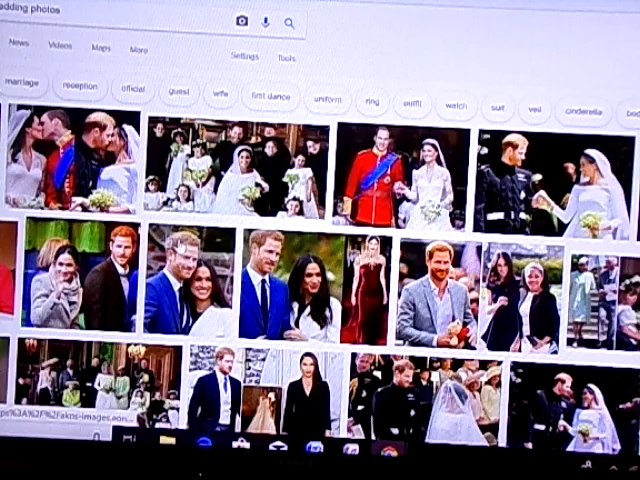 edding photos
News Videos Maps More
Settings Tools
marriage reception official guest wife first dance uniform ring outfit watch suit veil cinderella